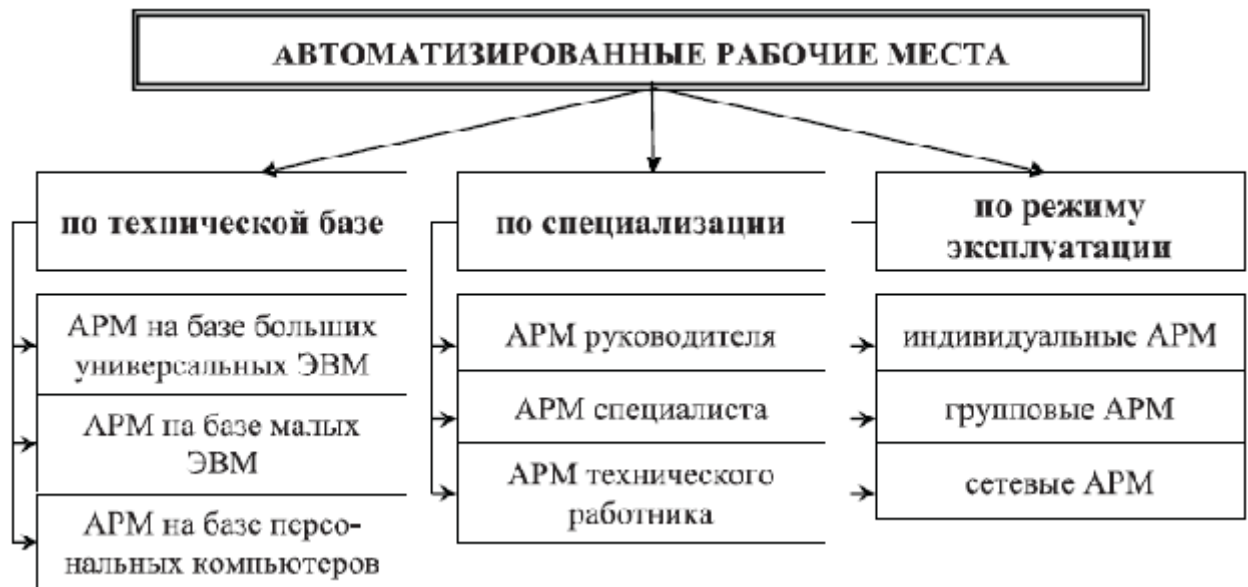 АВТОМАТИЗИРОВАННЫЕ РАБОЧИЕ МЕСТА
по технической базе
АРМ на базе больших
универсальных ЭВМ
АРМ на базе малых
ЭВМ
АРМ на базе персо-
нальных компьютеров
по специализации
АРМ руководителя
АРМ специалиста
АРМ технического
работника
по режиму
эксплуатации
индивидуальные АРМ
групповые АРМ
сетевые АРМ